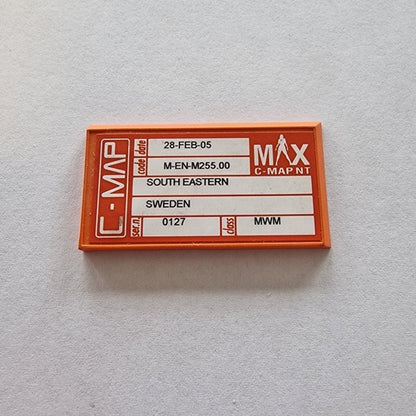 C-MAP
date 28-FEB-05
code M-EN-M255.00
MAX
C-MAP NT
SOUTH EASTERN
SWEDEN
ser.n. 0127 class MWM